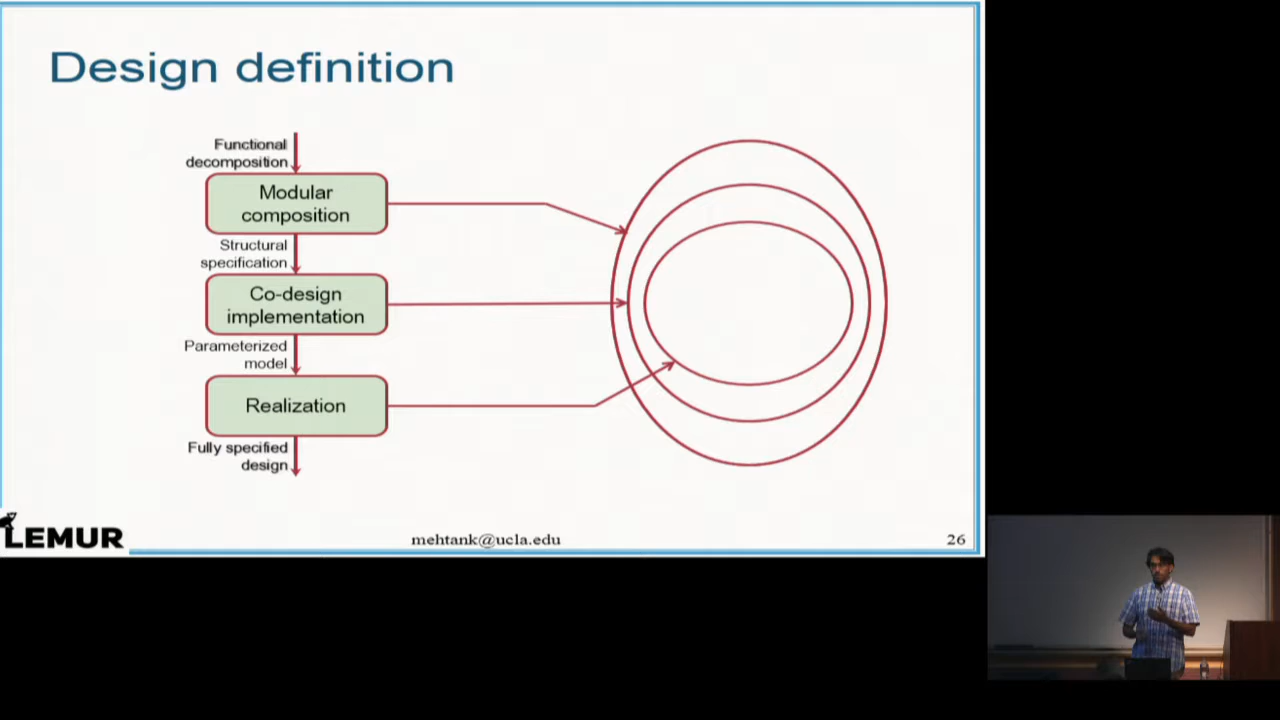 Design definition
Functional
decomposition
Modular
composition
Structural
specification
Co-design
implementation
Parameterized
model
Realization
Fully specified
design
LEMUR
mehtank@ucla.edu
26